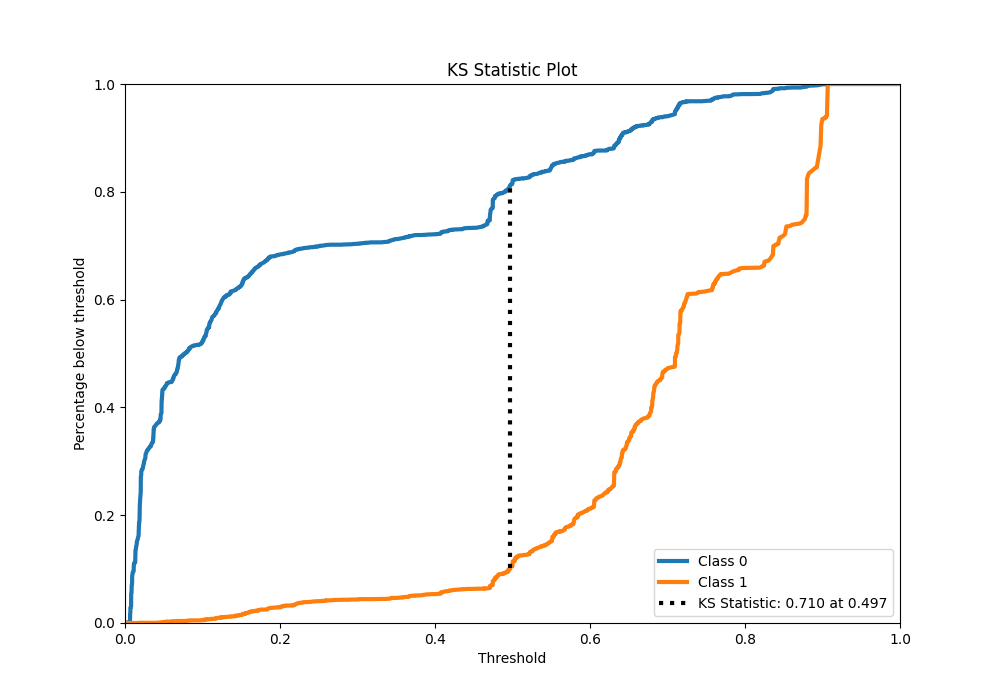 KS Statistic Plot
1.0
0.8
0.6
0.4
0.2
0.0
Percentage below threshold
0.0 0.2 0.4 0.6 0.8 1.0
Threshold
Class 0
Class 1
KS Statistic: 0.710 at 0.497